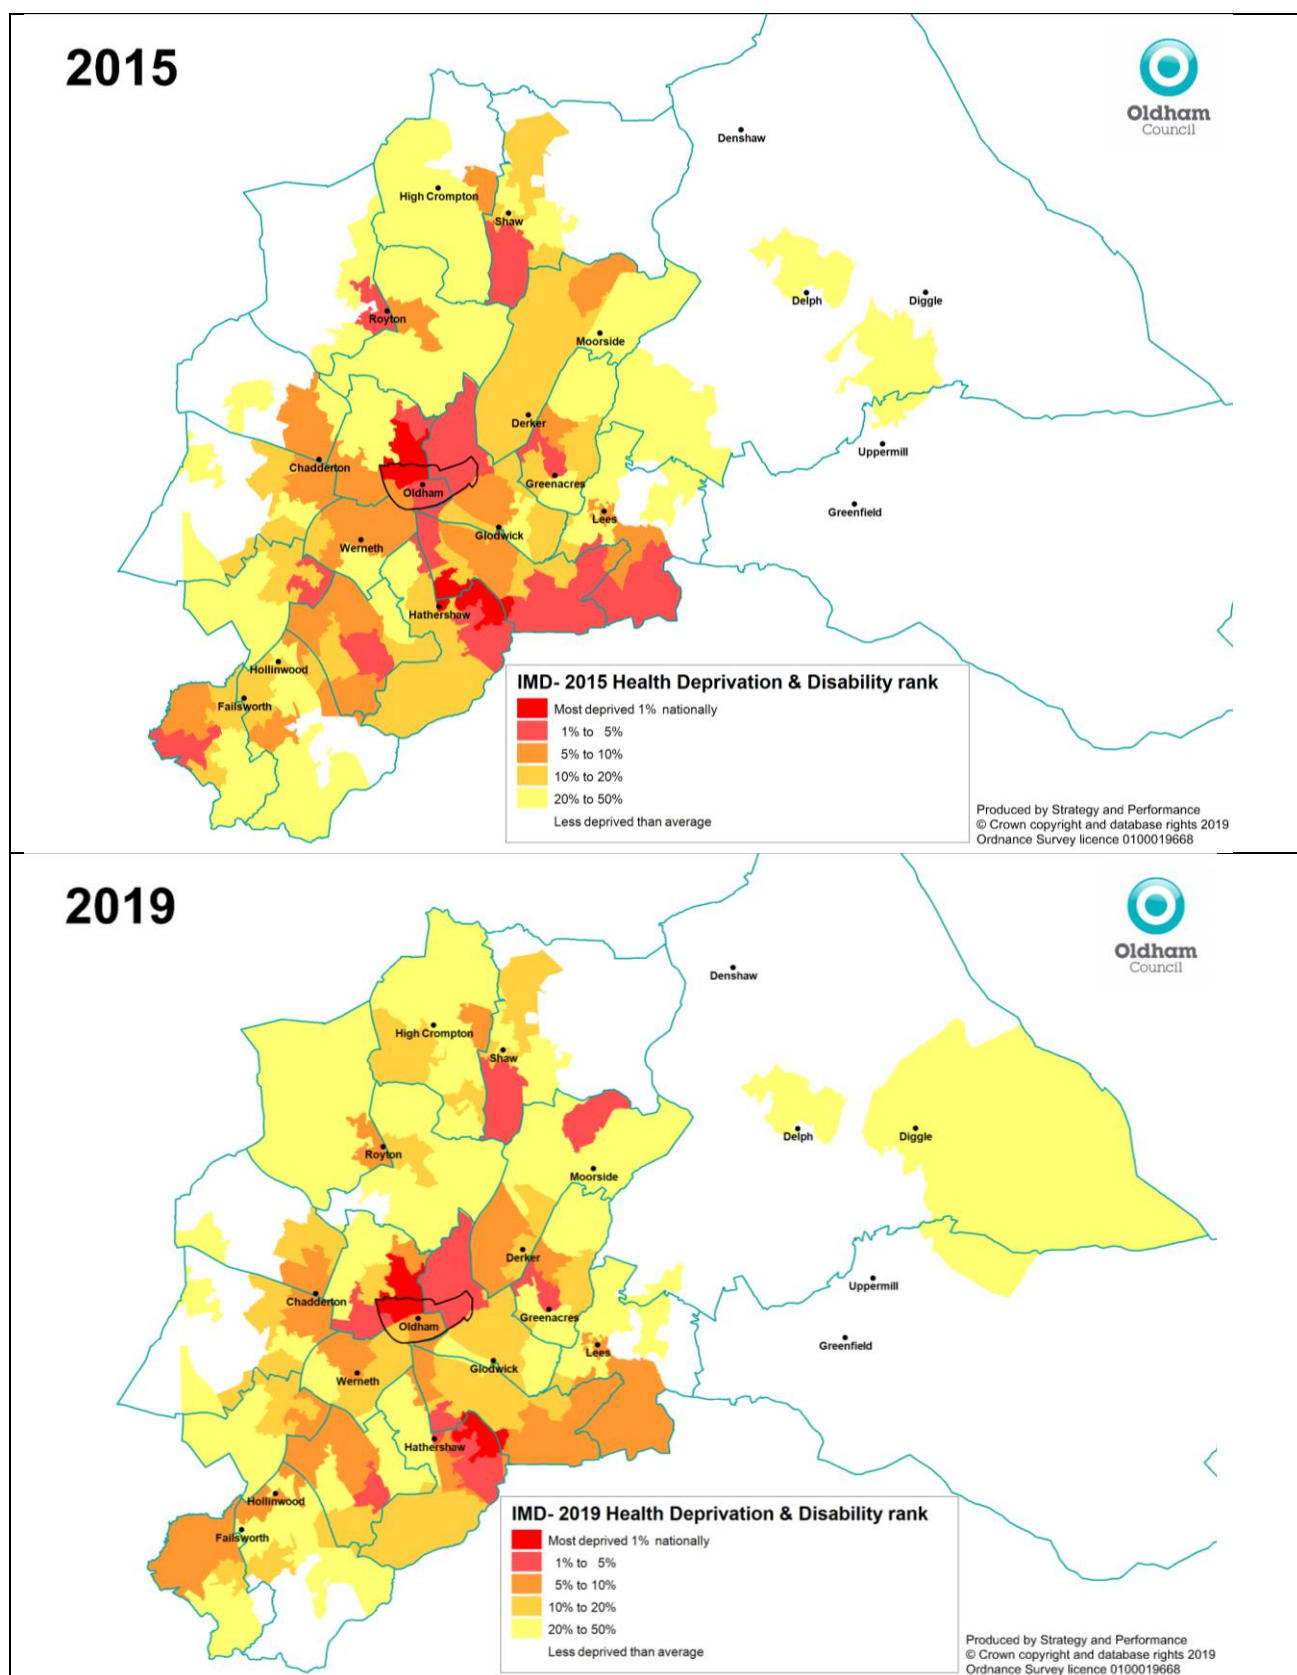 2015
Oldham
Council
Denshaw
High Crompton
Shaw
Delph
Diggle
Royton
Moorside
Derker
Uppermill
Chadderton
Greenacres
Oldham
Greenfield
Lees
Glodwick
Werneth
Hathershaw
Hollinwood
Failsworth
IMD- 2015 Health Deprivation & Disability rank
Most deprived 1% nationally
1% to 5%
5% to 10%
10% to 20%
20% to 50%
Less deprived than average
Produced by Strategy and Performance
© Crown copyright and database rights 2019
Ordnance Survey licence 0100019668
2019
Oldham
Council
Denshaw
High Crompton
Shaw
Delph
Diggle
Royton
Moorside
Derker
Uppermill
Chadderton
Greenacres
Oldham
Greenfield
Lees
Glodwick
Werneth
Hathershaw
Hollinwood
Failsworth
IMD- 2019 Health Deprivation & Disability rank
Most deprived 1% nationally
1% to 5%
5% to 10%
10% to 20%
20% to 50%
Less deprived than average
Produced by Strategy and Performance
© Crown copyright and database rights 2019
Ordnance Survey licence 0100019668